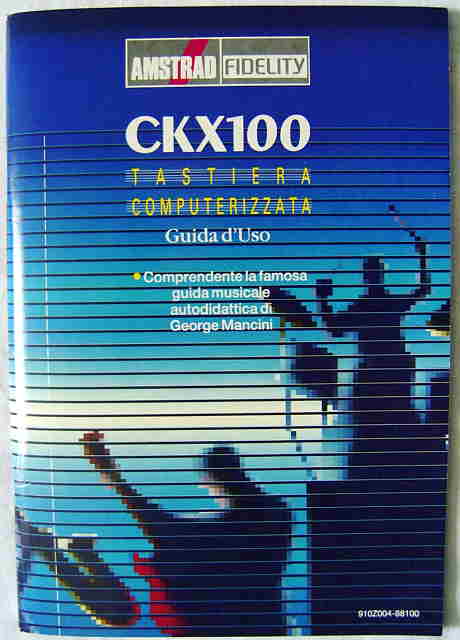 AMSTRAD FIDELITY
CKX100
TASTIERA
COMPUTERIZZATA
Guida d'Uso
• Comprendente la famosa
guida musicale
autodidattica di
George Mancini
910Z004-88100